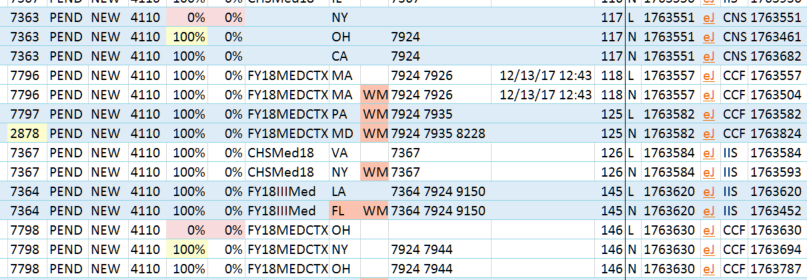 7363 PEND NEW 4110 0% 0% NY 117 L 1763551 eJ CNS 1763551
7363 PEND NEW 4110 100% 0% OH 7924 117 N 1763551 eJ CNS 1763461
7363 PEND NEW 4110 100% 0% CA 7924 117 N 1763551 eJ CNS 1763682
7796 PEND NEW 4110 100% 0% FY18MEDCTX MA 7924 7926 12/13/17 12:43 118 L 1763557 eJ CCF 1763557
7796 PEND NEW 4110 100% 0% FY18MEDCTX MA WM 7924 7926 12/13/17 12:43 118 N 1763557 eJ CCF 1763504
7797 PEND NEW 4110 100% 0% FY18MEDCTX PA WM 7924 7935 125 L 1763582 eJ CCF 1763582
2878 PEND NEW 4110 100% 0% FY18MEDCTX MD WM 7924 7935 8228 125 N 1763582 eJ CCF 1763824
7367 PEND NEW 4110 100% 0% CHSMed18 VA 7367 126 L 1763584 eJ IIS 1763584
7367 PEND NEW 4110 100% 0% CHSMed18 NY WM 7367 126 N 1763584 eJ IIS 1763593
7364 PEND NEW 4110 100% 0% FY18IIIMed LA 7364 7924 9150 145 L 1763620 eJ IIS 1763620
7364 PEND NEW 4110 100% 0% FY18IIIMed FL WM 7364 7924 9150 145 N 1763620 eJ IIS 1763452
7798 PEND NEW 4110 0% 0% FY18MEDCTX OH 146 L 1763630 eJ CCF 1763630
7798 PEND NEW 4110 100% 0% FY18MEDCTX NY 7924 7944 146 N 1763630 eJ CCF 1763694
7798 PEND NEW 4110 100% 0% FY18MEDCTX OH 7924 7944 146 N 1763630 eJ CCF 1763787